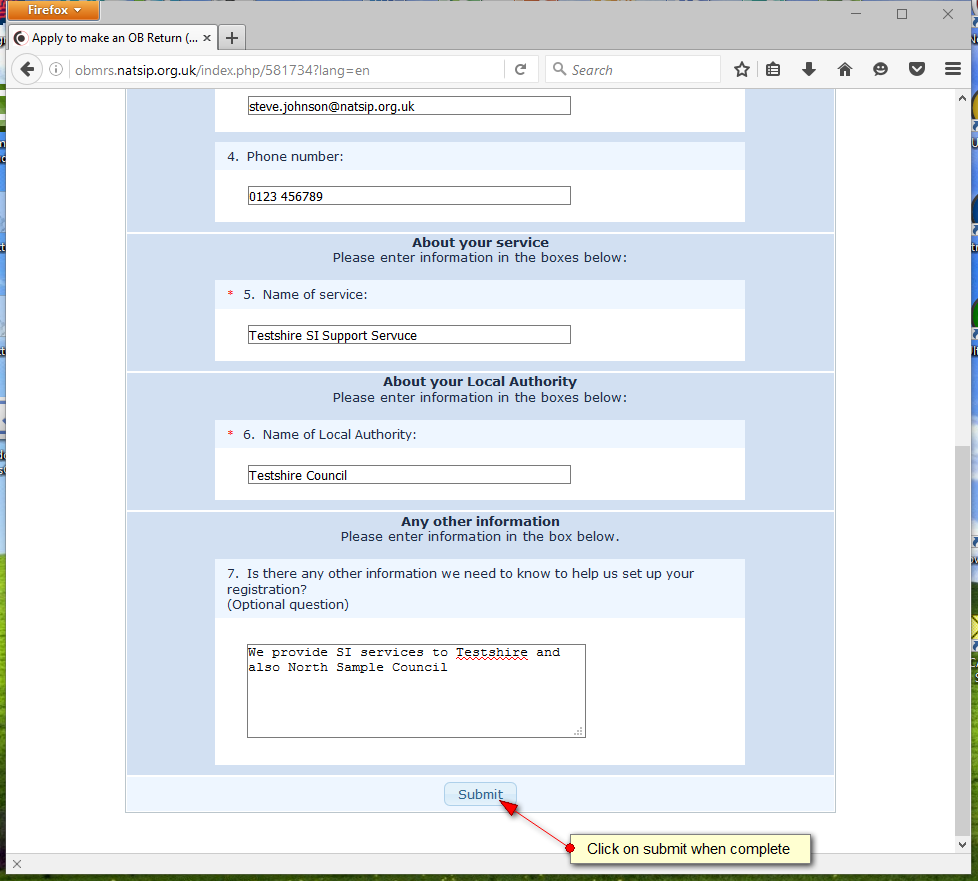 Firefox
Apply to make an OB Return (...
obmrs.natsip.org.uk/index.php/581734?lang=en
Search
steve.johnson@natsip.org.uk
4. Phone number:
0123 456789
About your service
Please enter information in the boxes below:
* 5. Name of service:
Testshire SI Support Servuce
About your Local Authority
Please enter information in the boxes below:
* 6. Name of Local Authority:
Testshire Council
Any other information
Please enter information in the box below.
7. Is there any other information we need to know to help us set up your
registration?
(Optional question)
We provide SI services to Testshire and
also North Sample Council
Submit
Click on submit when complete